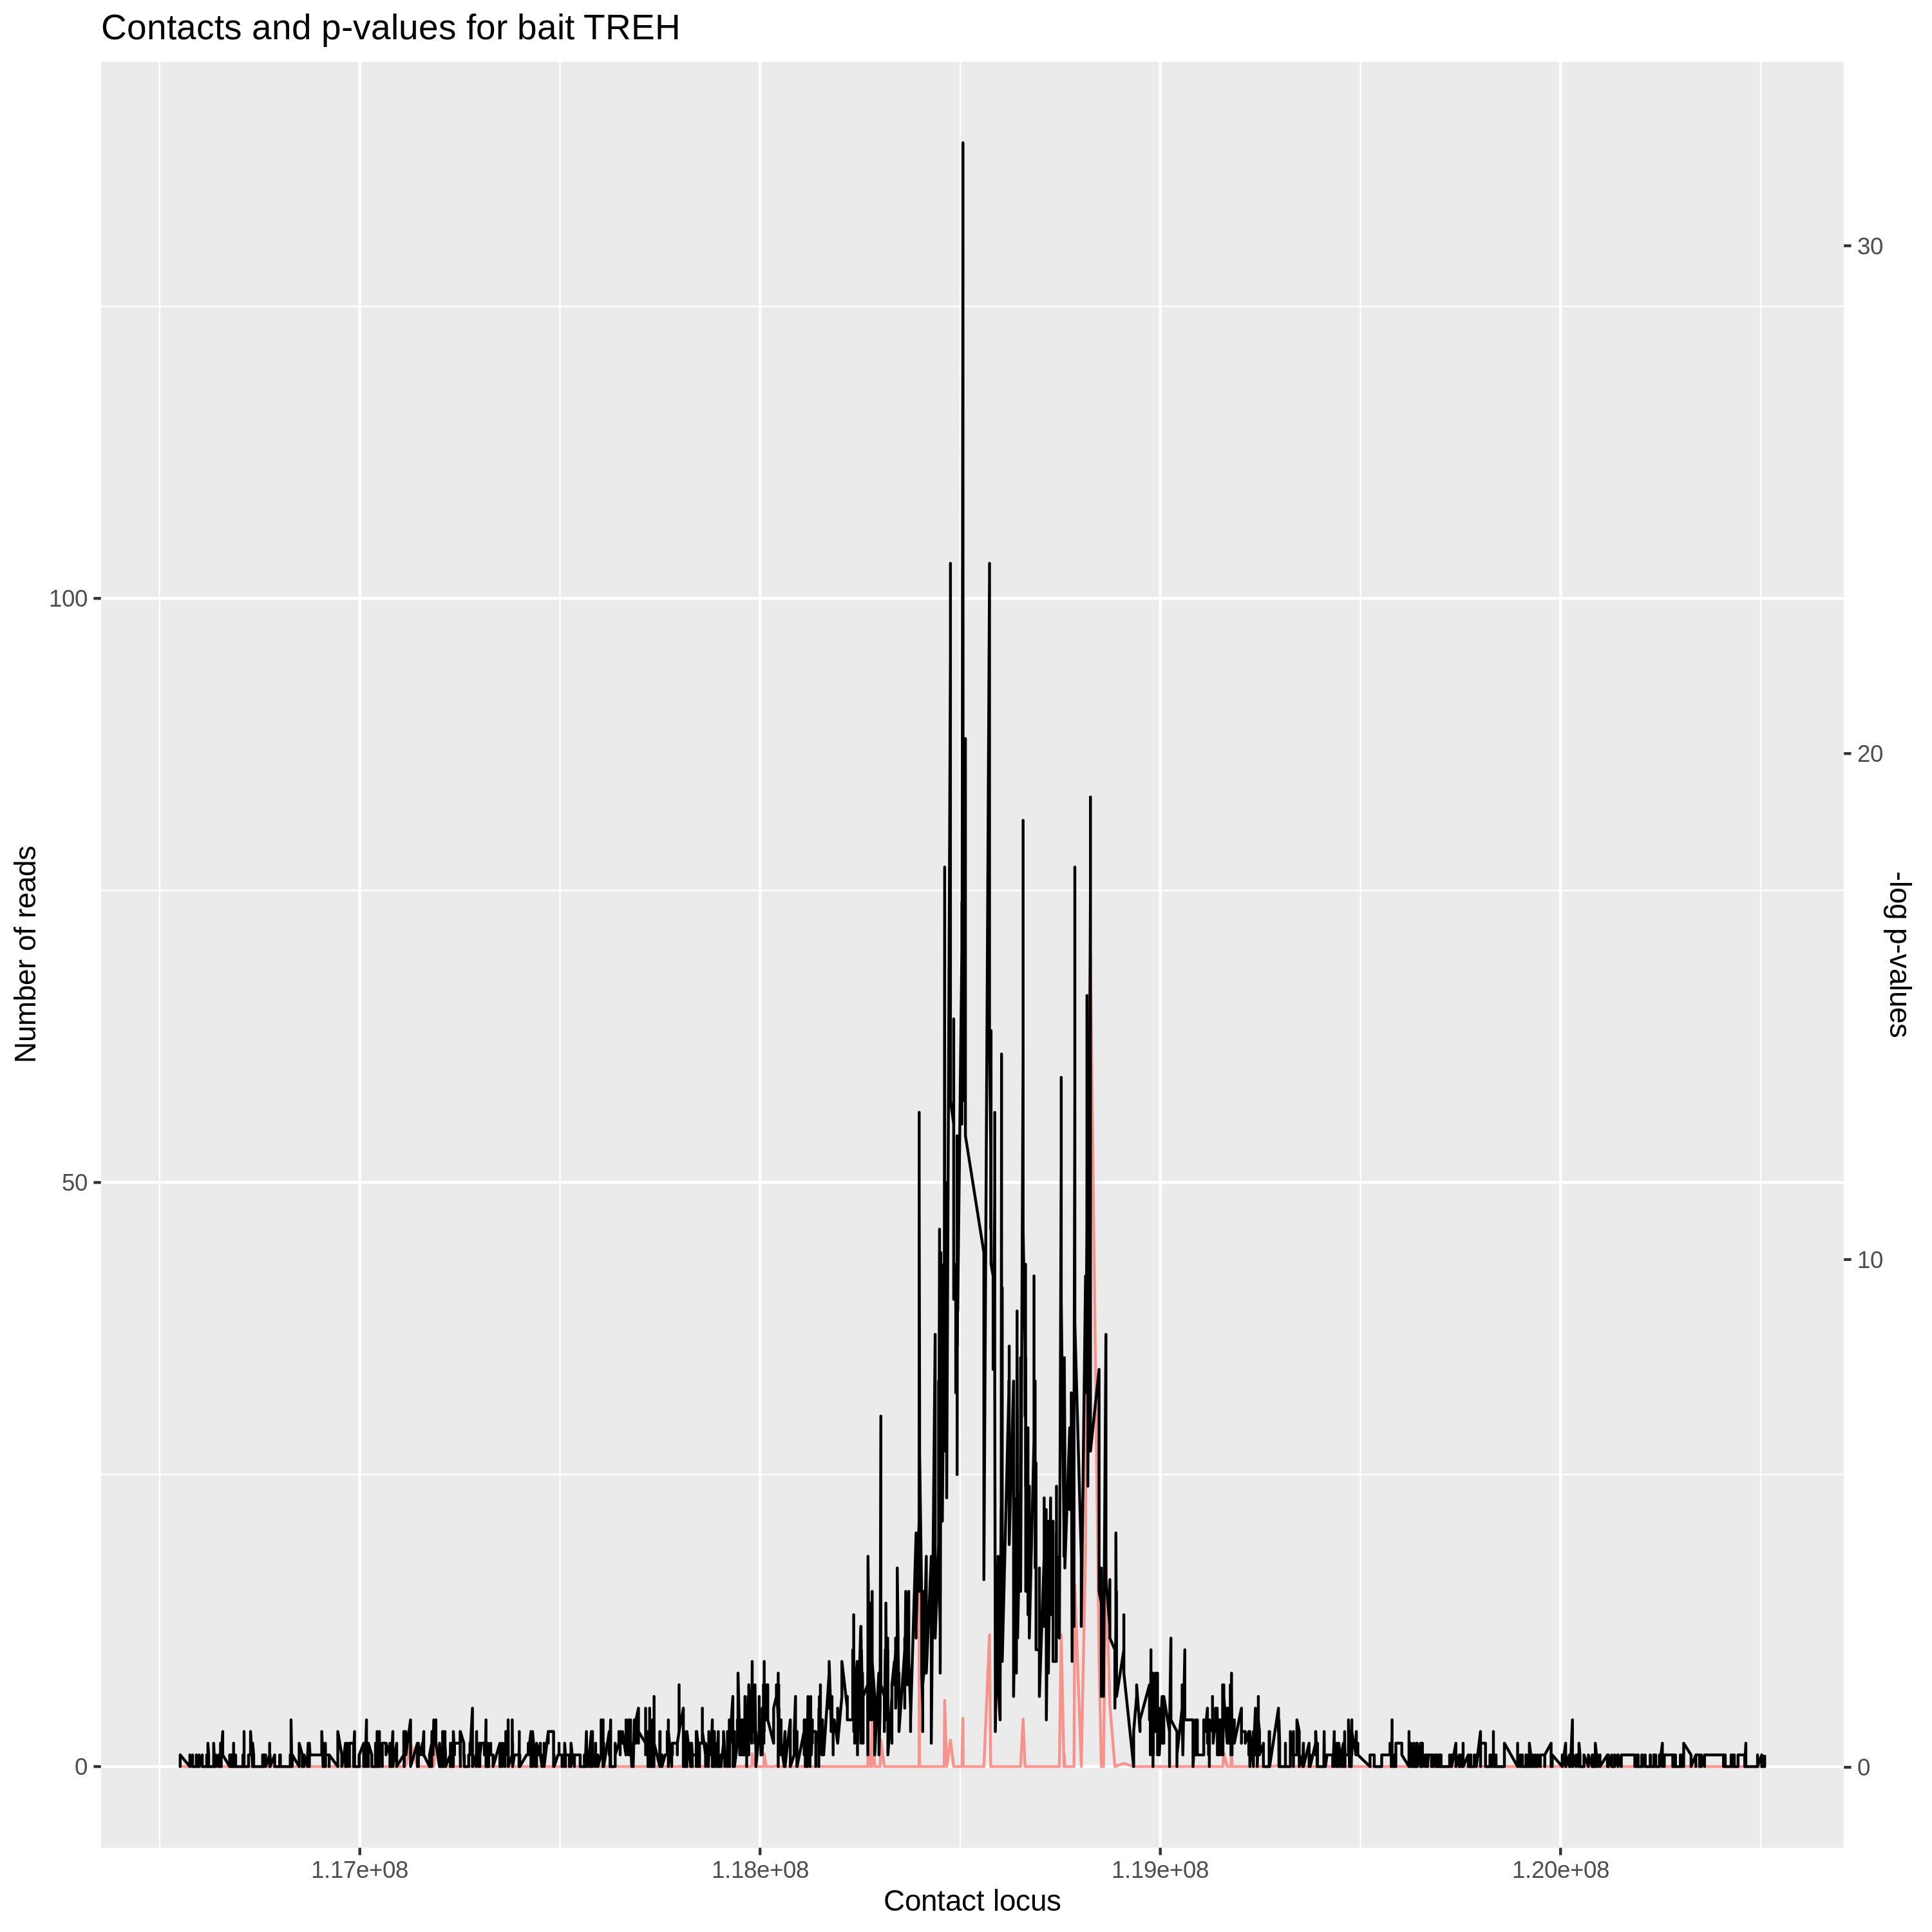 Contacts and p-values for bait TREH
30
100
20
Number of reads
-log p-values
50
10
0
0
1.17e+08
1.18e+08
1.19e+08
1.20e+08
Contact locus